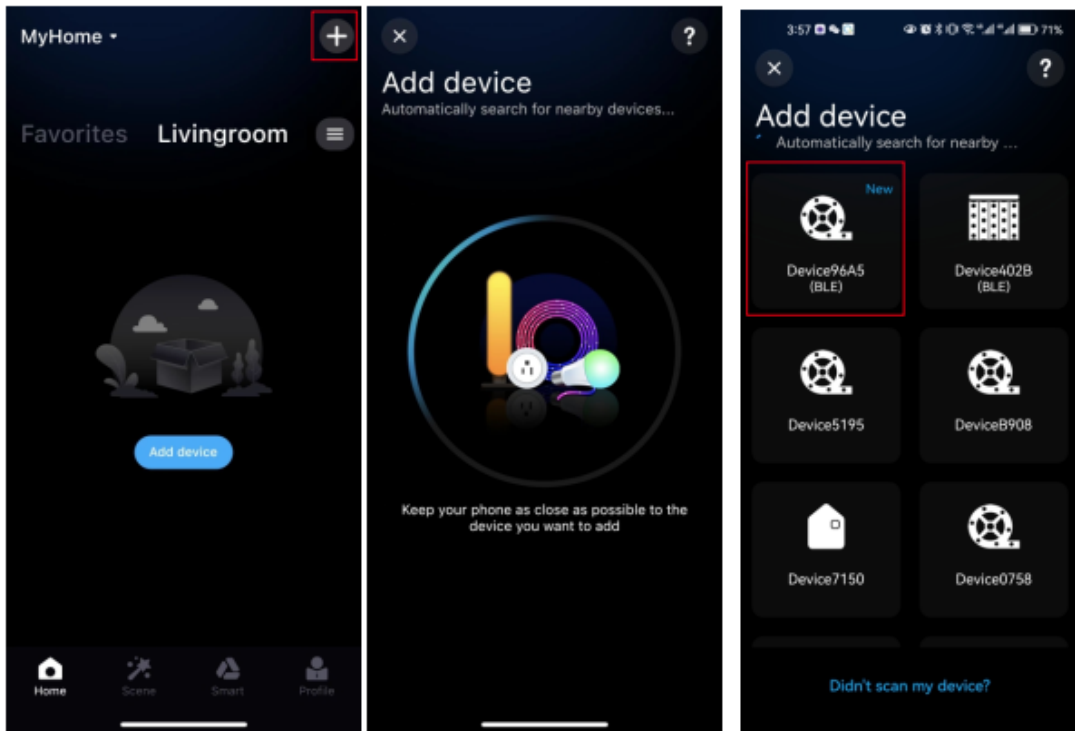 MyHome
Favorites Livingroom
Add device
Home Scene Smart Profile
?
Add device
Automatically search for nearby devices...
Keep your phone as close as possible to the
device you want to add
3:57 71%
?
Add device
Automatically search for nearby ...
New
Device96A5
(BLE)
Device402B
(BLE)
Device5195
DeviceB908
Device7150
Device0758
Didn't scan my device?